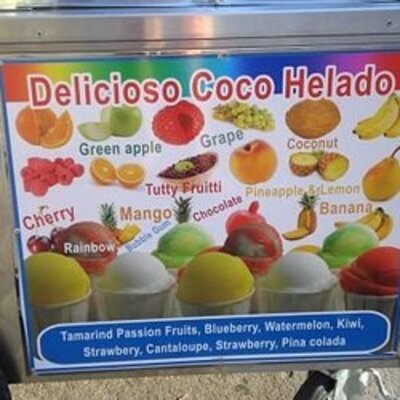 Delicioso Coco Helado
Green apple
Grape
Coconut
Tutty Fruitti
Pineapple & Lemon
Cherry
Mango
Bubble Gum
Chocolate
Banana
Rainbow
Tamarind Passion Fruits, Blueberry, Watermelon, Kiwi,
Strawbery, Cantaloupe, Strawberry, Pina colada